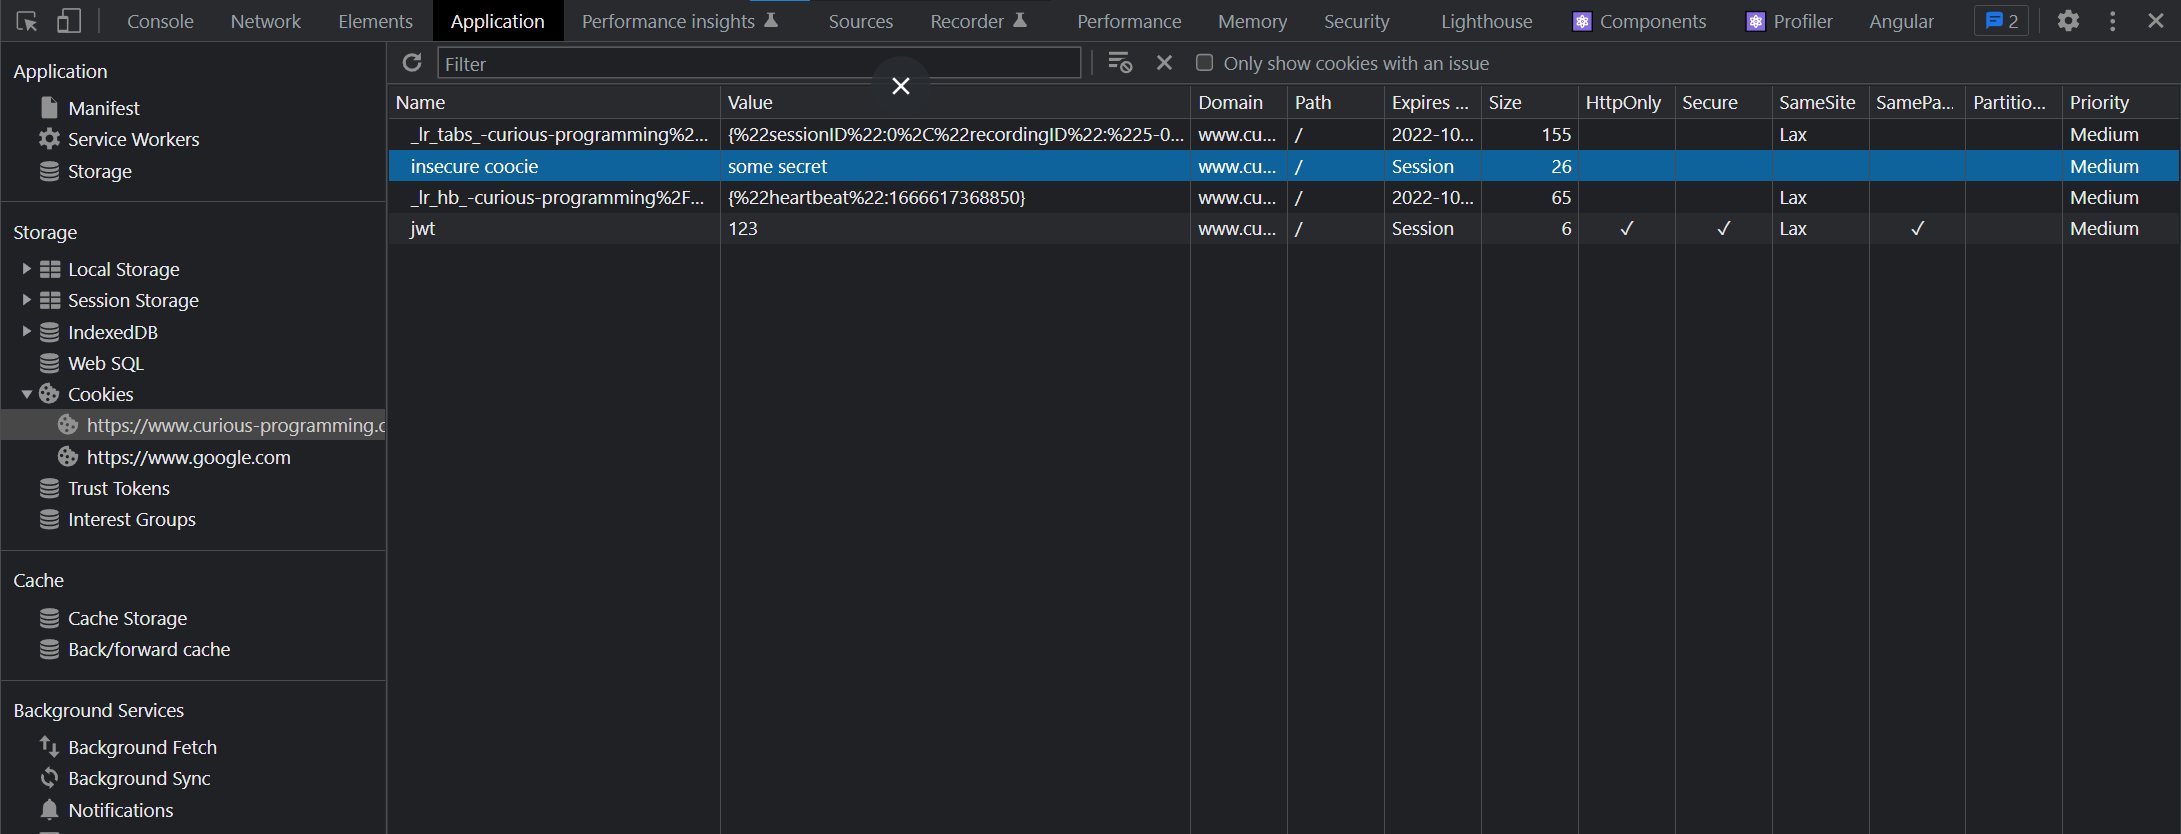 Console Network Elements Application Performance insights Sources Recorder Performance Memory Security Lighthouse Components Profiler Angular 2
Filter Only show cookies with an issue
Application
Manifest
Service Workers
Storage
Storage
Local Storage
Session Storage
IndexedDB
Web SQL
Cookies
https://www.curious-programming.c
https://www.google.com
Trust Tokens
Interest Groups
Cache
Cache Storage
Back/forward cache
Background Services
Background Fetch
Background Sync
Notifications
Name Value Domain Path Expires ... Size HttpOnly Secure SameSite SamePa... Partitio... Priority
_lr_tabs_-curious-programming%2... {%22sessionID%22:0%2C%22recordingID%22:%225-0... www.cu... / 2022-10... 155 Lax Medium
insecure coocie some secret www.cu... / Session 26 Medium
_lr_hb_-curious-programming%2F... {%22heartbeat%22:1666617368850} www.cu... / 2022-10... 65 Lax Medium
jwt 123 www.cu... / Session 6 ✓ ✓ Lax ✓ Medium